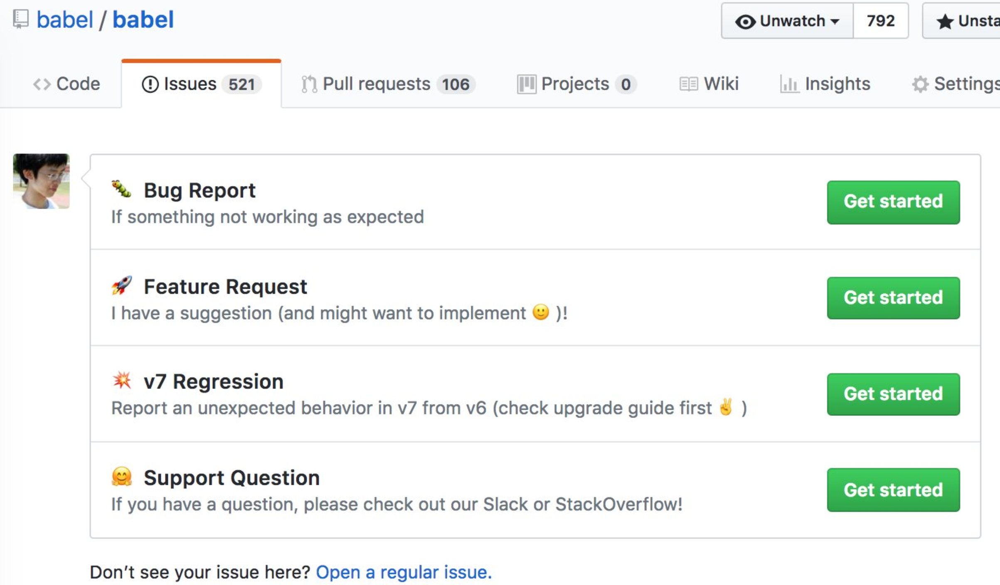 babel / babel
Unwatch 792
Code Issues 521 Pull requests 106 Projects 0 Wiki Insights Settings
🐛 Bug Report
If something not working as expected
Get started
🚀 Feature Request
I have a suggestion (and might want to implement 🙂 )!
Get started
💥 v7 Regression
Report an unexpected behavior in v7 from v6 (check upgrade guide first ✌️ )
Get started
🤗 Support Question
If you have a question, please check out our Slack or StackOverflow!
Get started
Don't see your issue here? Open a regular issue.